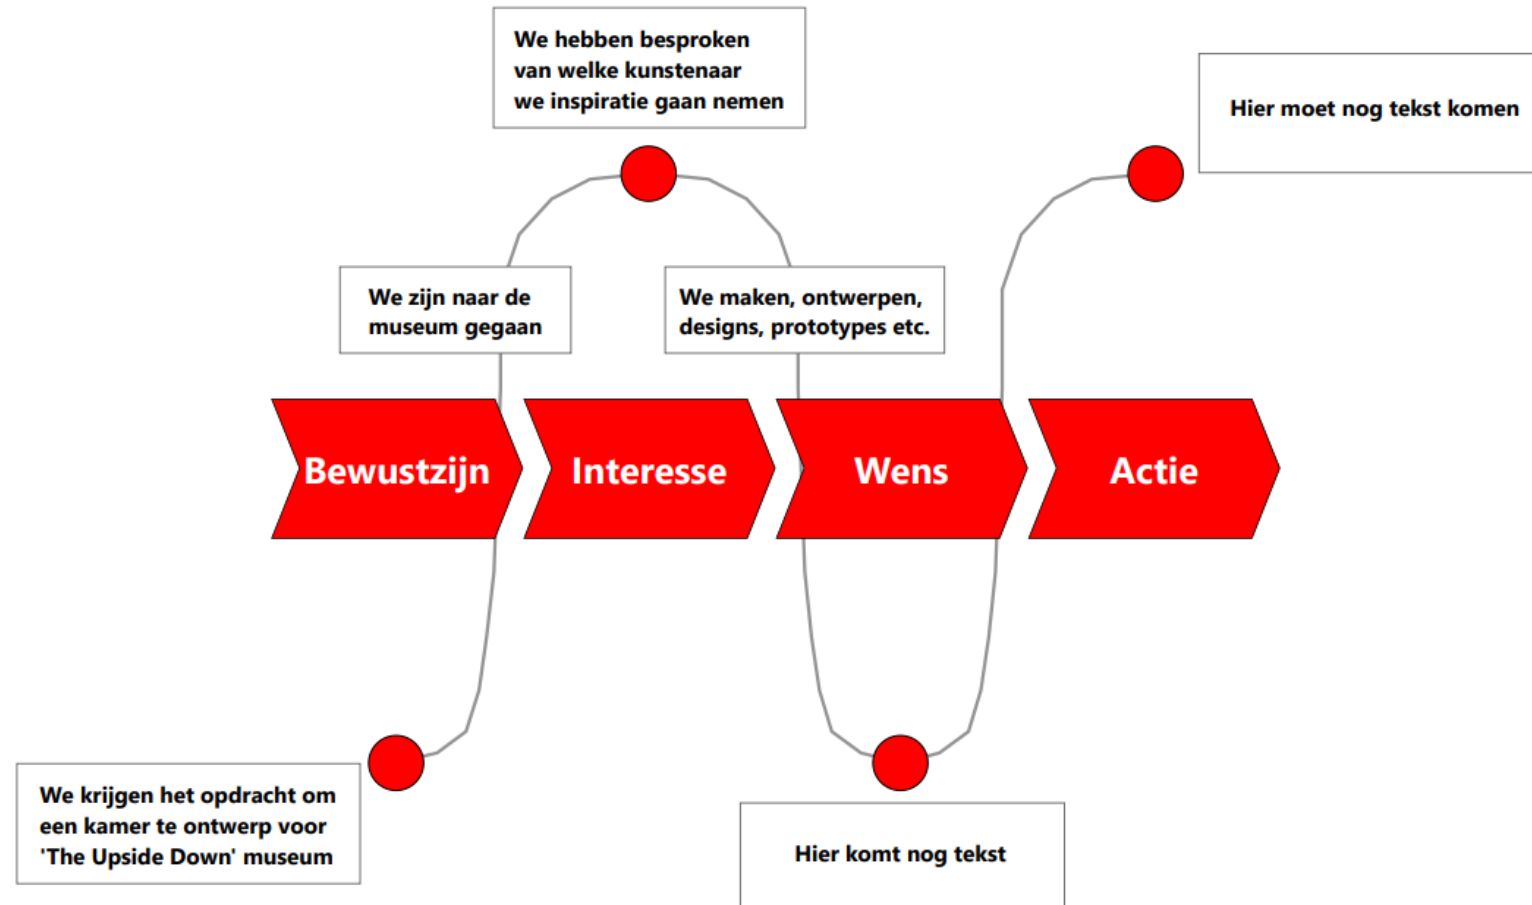 We hebben besproken
van welke kunstenaar
we inspiratie gaan nemen
Hier moet nog tekst komen
We zijn naar de
museum gegaan
We maken, ontwerpen,
designs, prototypes etc.
Bewustzijn
Interesse
Wens
Actie
We krijgen het opdracht om
een kamer te ontwerp voor
'The Upside Down' museum
Hier komt nog tekst